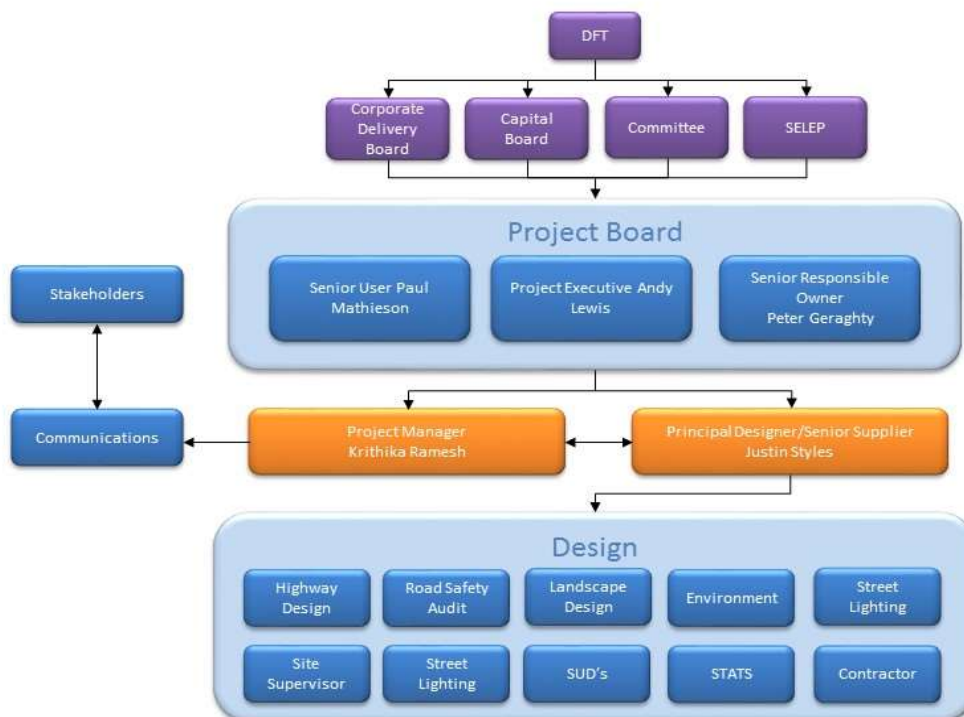 DFT
Corporate
Delivery
Board
Capital
Board
Committee
SELEP
Project Board
Senior User Paul
Mathieson
Project Executive Andy
Lewis
Senior Responsible
Owner
Peter Geraghty
Stakeholders
Communications
Project Manager
Krithika Ramesh
Principal Designer/Senior Supplier
Justin Styles
Design
Highway
Design
Road Safety
Audit
Landscape
Design
Environment
Street
Lighting
Site
Supervisor
Street
Lighting
SUD's
STATS
Contractor